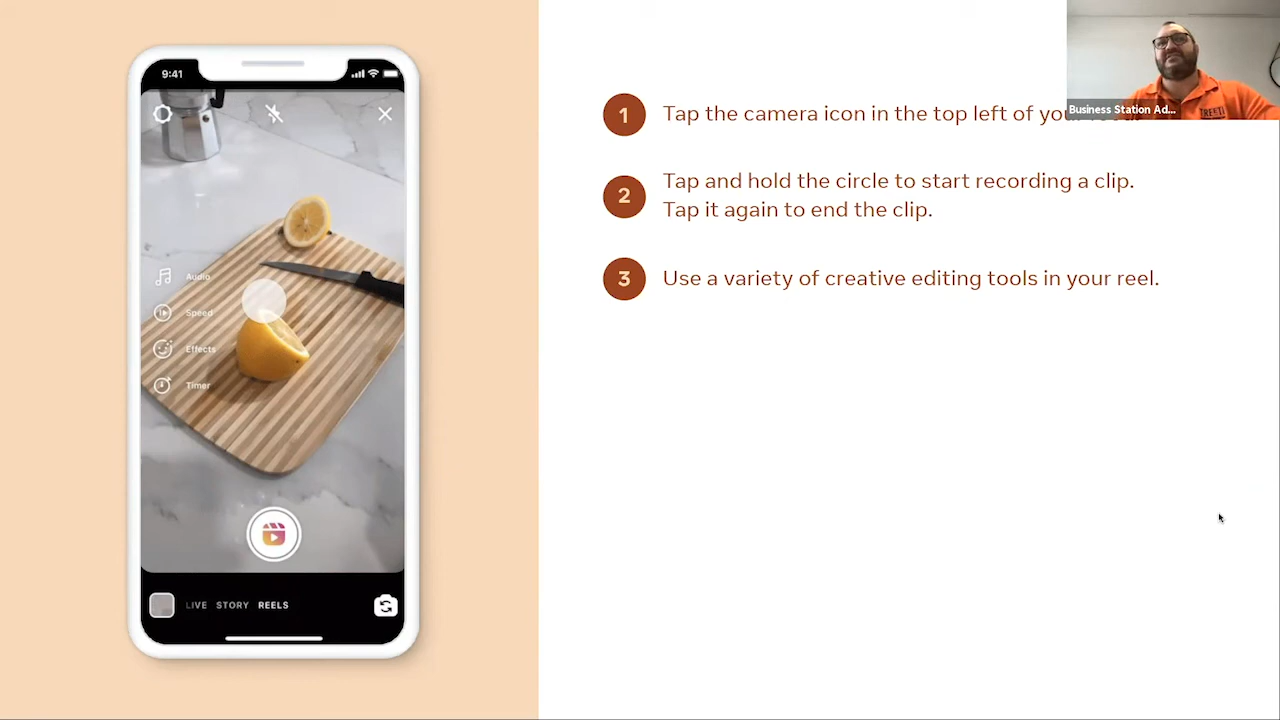 9:41
Audio
Speed
Effects
Timer
LIVE STORY REELS
1 Tap the camera icon in the top left of
2 Tap and hold the circle to start recording a clip.
Tap it again to end the clip.
3 Use a variety of creative editing tools in your reel.
Business Station Ad...